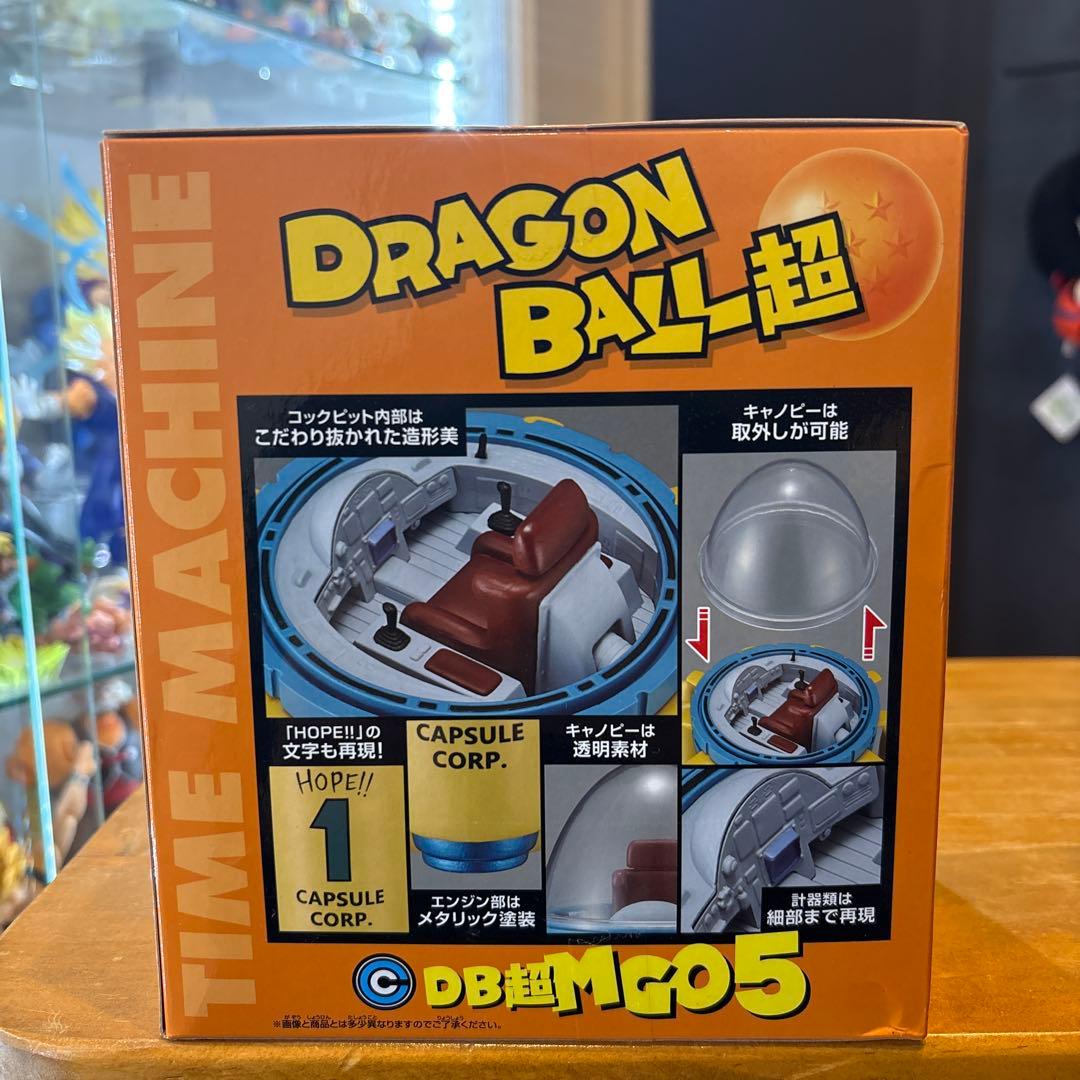 TIME MACHINE
DRAGON
BALL超
コックピット内部は
こだわり抜かれた造形美
キャノピーは
取外しが可能
「HOPE!!」の
文字も再現!
CAPSULE
CORP.
キャノピーは
透明素材
HOPE!!
1
CAPSULE
CORP.
エンジン部は
メタリック塗装
計器類は
細部まで再現
C DB超MG05
※画像と商品とは多少異なりますのでご了承ください。